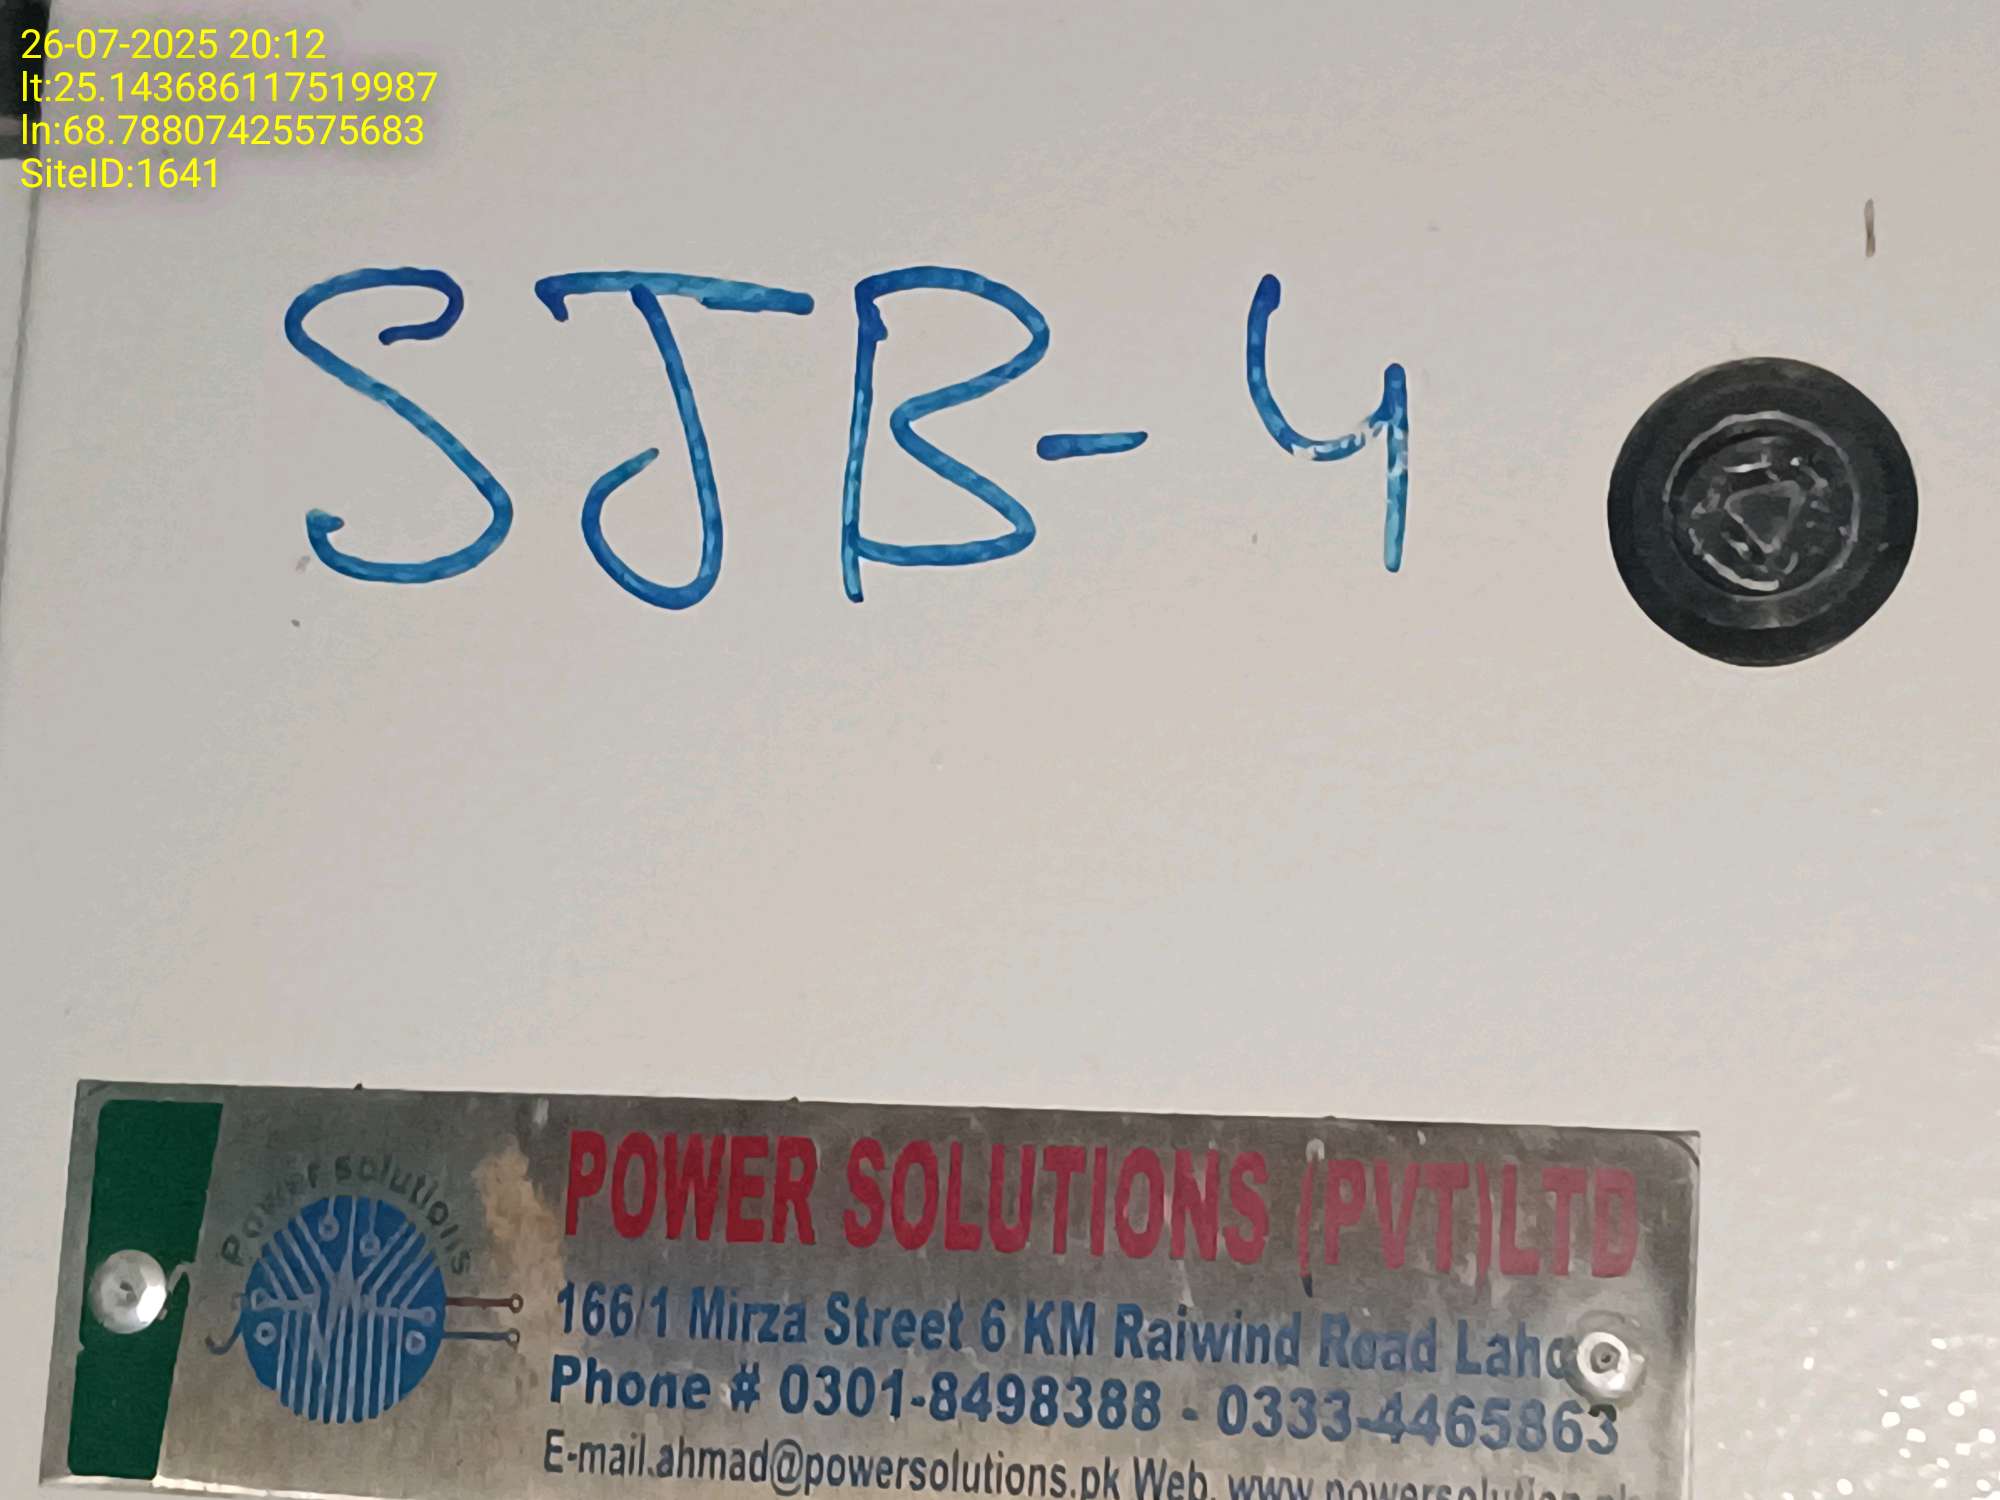 26-07-2025 20:12
lt:25.143686117519987
ln:68.78807425575683
SiteID:1641
SJB-4
Power solutions
POWER SOLUTIONS (PVT)LTD
166/1 Mirza Street 6 KM Raiwind Road
Phone # 0301-8498388 - 0333-4465863
E-mail.ahmad@powersolutions.pk Web.